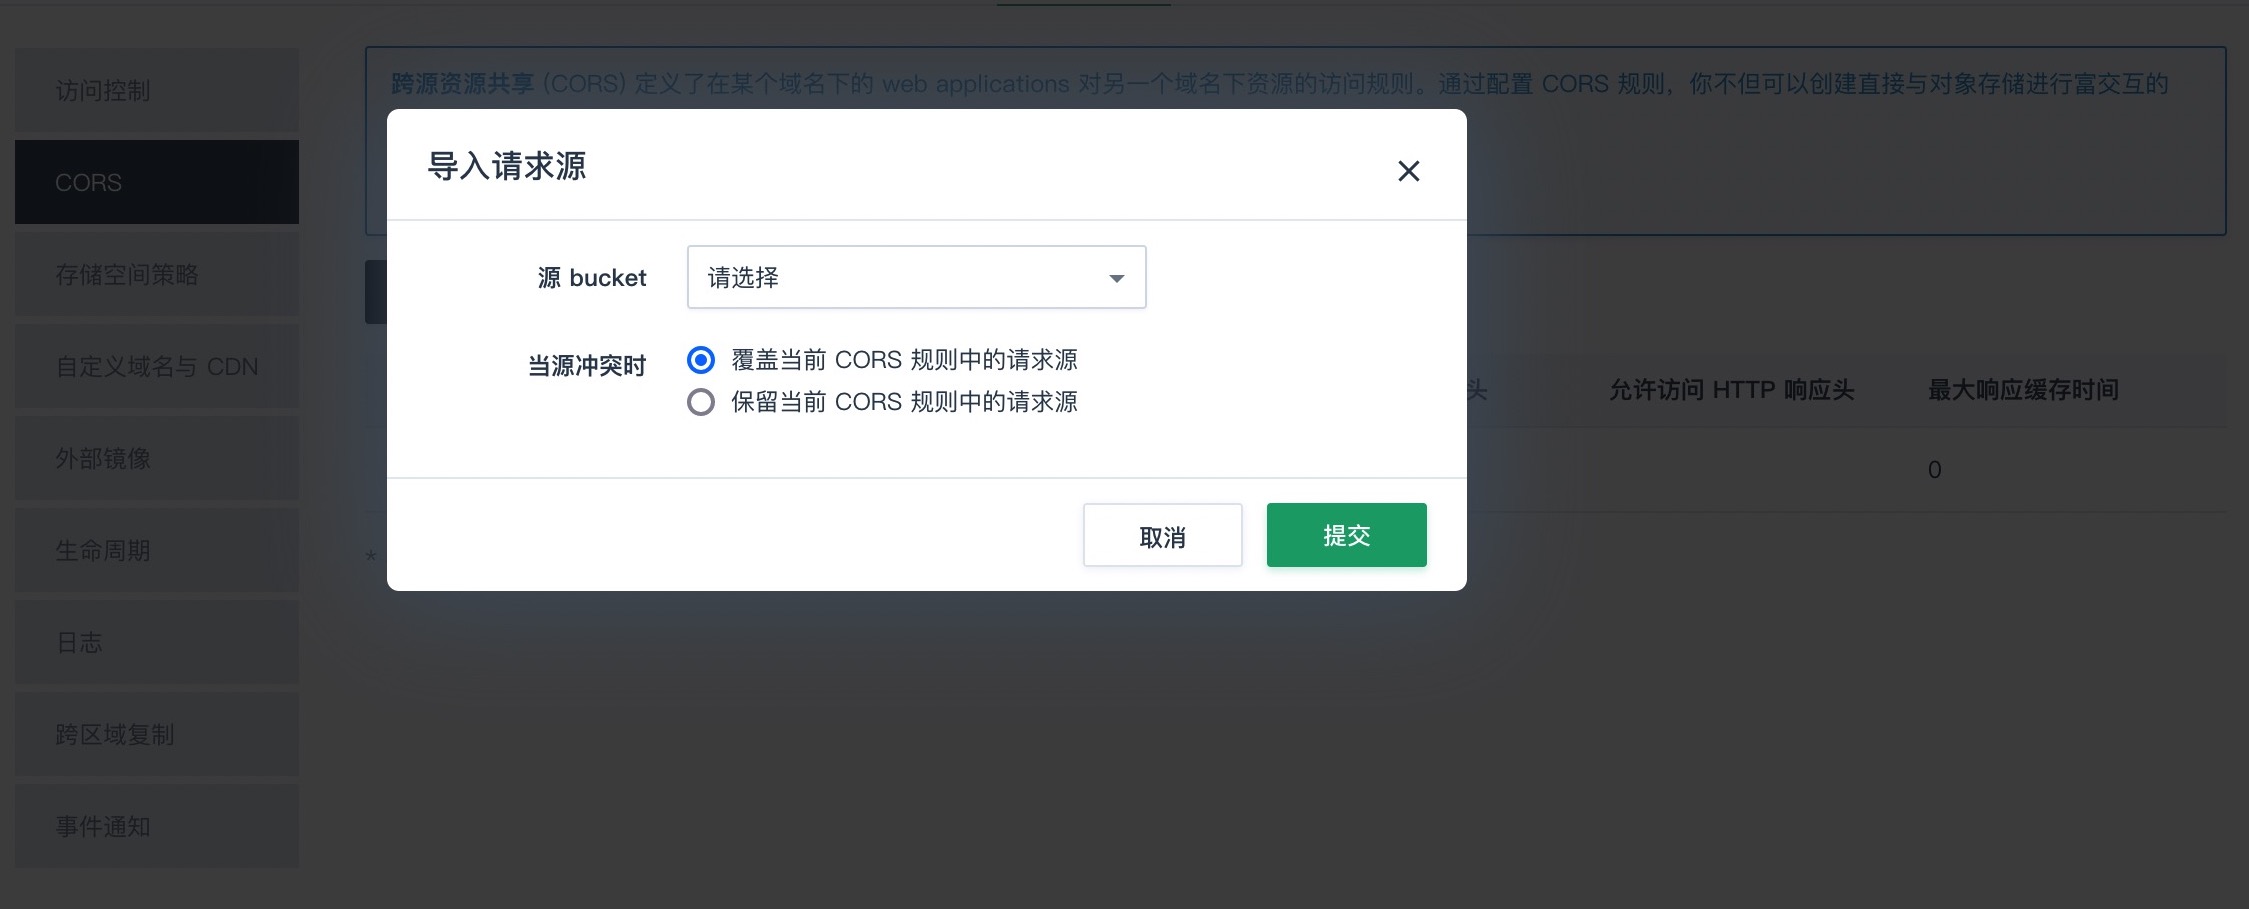 访问控制
CORS
存储空间策略
自定义域名与 CDN
外部镜像
生命周期
日志
跨区域复制
事件通知
跨源资源共享 (CORS) 定义了在某个域名下的 web applications 对另一个域名下资源的访问规则。通过配置 CORS 规则，你不但可以创建直接与对象存储进行富交互的
导入请求源
源 bucket
请选择
当源冲突时
覆盖当前 CORS 规则中的请求源
保留当前 CORS 规则中的请求源
取消
提交
头
允许访问 HTTP 响应头
最大响应缓存时间
0
*